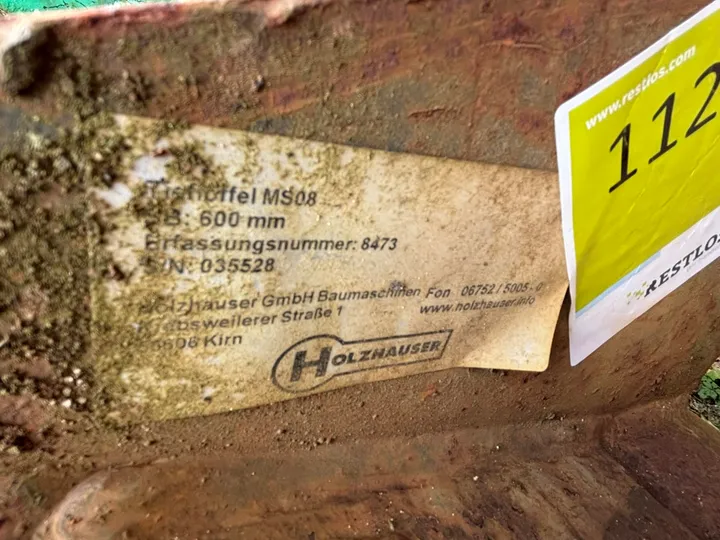 MS08
600 mm
Erfassungsnummer: 8473
S/N: 035528
Holzhauser GmbH Baumaschinen Fon 06752/5005-0
Straße 1 www.holzhauser.info
Kirn
HOLZHAUSER
www.restlos.com
112
RESTLOS